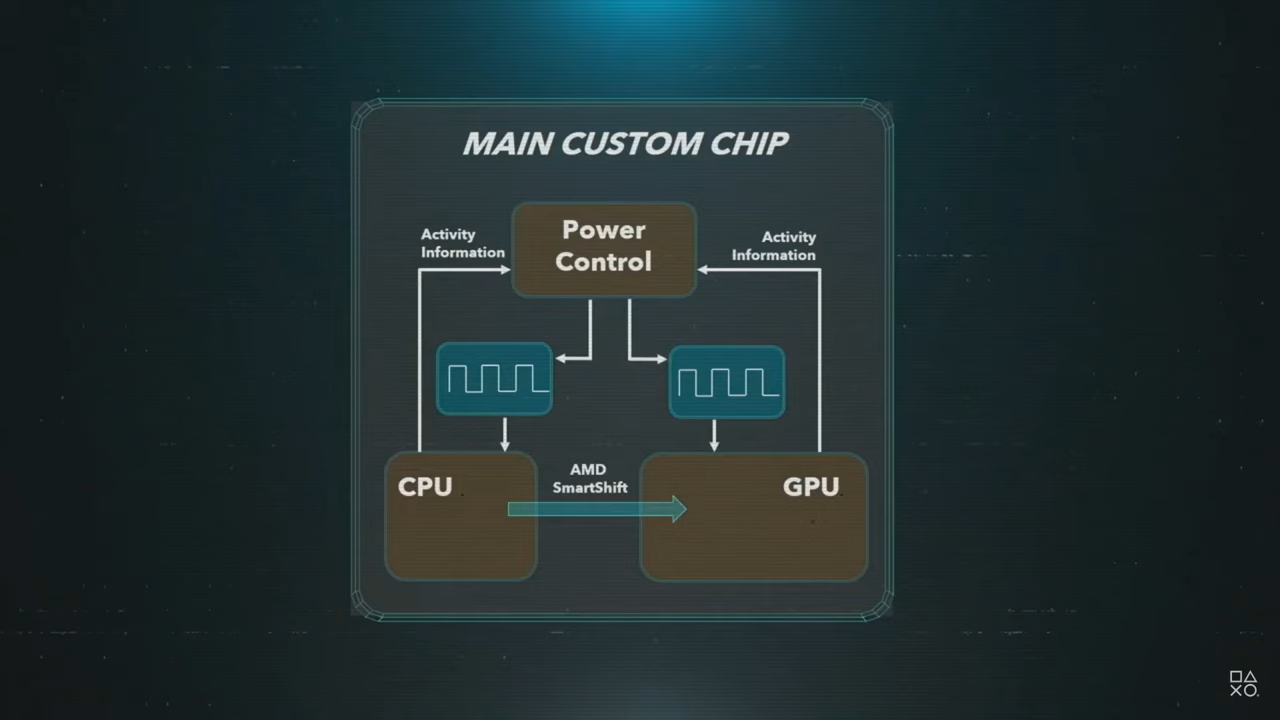 MAIN CUSTOM CHIP
Power
Control
Activity
Information
Activity
Information
AMD
SmartShift
CPU
GPU